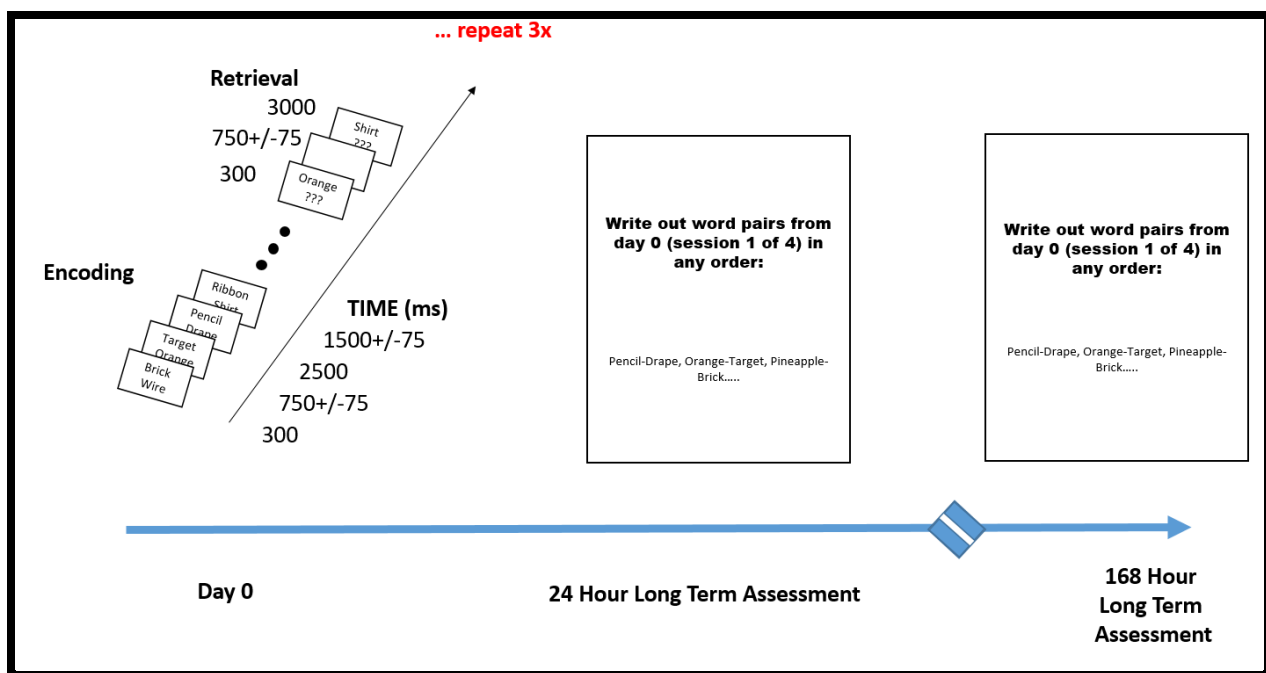 ... repeat 3x
Retrieval
3000
750+/-75
300
Shirt
???
Orange
???
Encoding
Ribbon
Shirt
Pencil
Drape
Target
Orange
Brick
Wire
TIME (ms)
1500+/-75
2500
750+/-75
300
Write out word pairs from
day 0 (session 1 of 4) in
any order:
Pencil-Drape, Orange-Target, Pineapple-
Brick.....
Write out word pairs from
day 0 (session 1 of 4) in
any order:
Pencil-Drape, Orange-Target, Pineapple-
Brick.....
Day 0
24 Hour Long Term Assessment
168 Hour
Long Term
Assessment